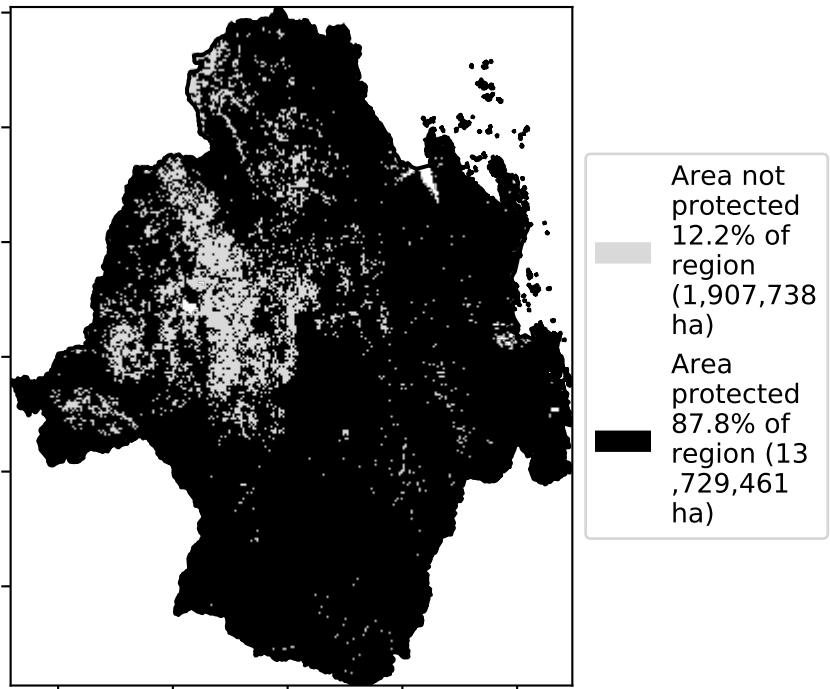 Area not
protected
12.2% of
region
(1,907,738
ha)
Area
protected
87.8% of
region (13
,729,461
ha)